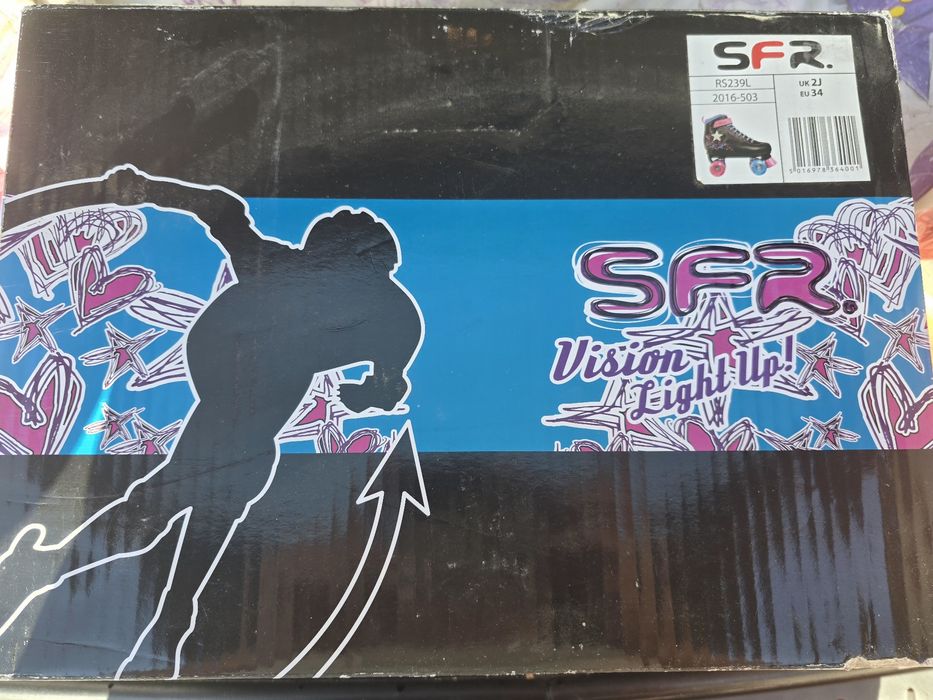 SFR.
RS239L
2016-503
UK 2J
EU 34
5 016978 364001
SFR.
Vision
Light Up!